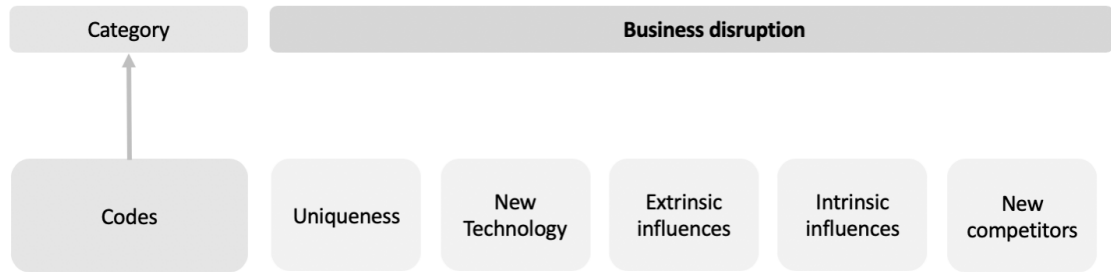 Category
Business disruption
Codes
Uniqueness
New
Technology
Extrinsic
influences
Intrinsic
influences
New
competitors